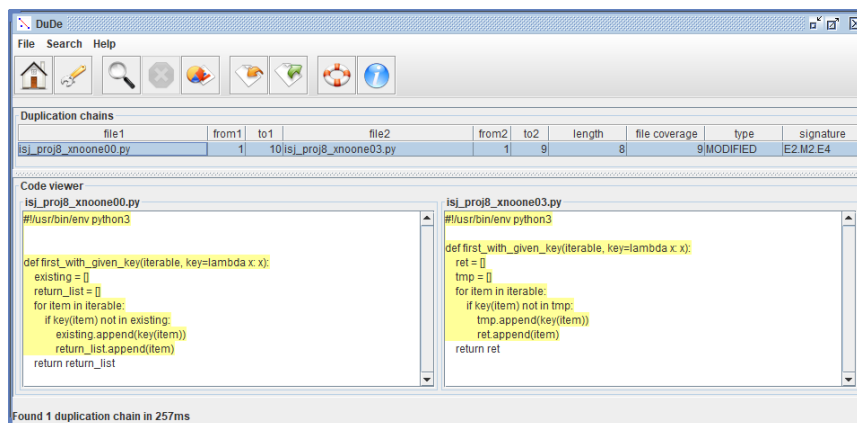 DuDe
File Search Help
Duplication chains
file1 from1 to1 file2 from2 to2 length file coverage type signature
isj_proj8_xnoone00.py 1 10 isj_proj8_xnoone03.py 1 9 8 9 MODIFIED E2.M2.E4
Code viewer
isj_proj8_xnoone00.py
#!/usr/bin/env python3
def first_with_given_key(iterable, key=lambda x: x):
existing = []
return_list = []
for item in iterable:
if key(item) not in existing:
existing.append(key(item))
return_list.append(item)
return return_list
isj_proj8_xnoone03.py
#!/usr/bin/env python3
def first_with_given_key(iterable, key=lambda x: x):
ret = []
tmp = []
for item in iterable:
if key(item) not in tmp:
tmp.append(key(item))
ret.append(item)
return ret
Found 1 duplication chain in 257ms